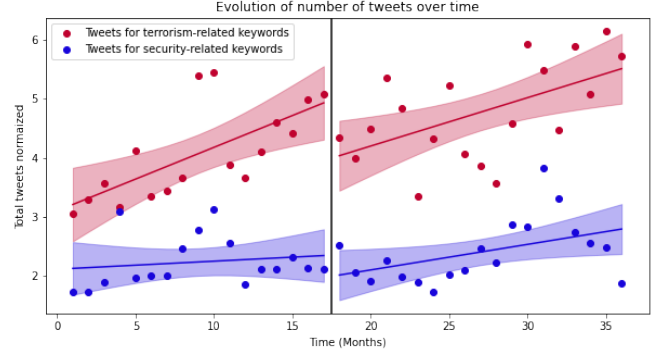 Evolution of number of tweets over time
Tweets for terrorism-related keywords
Tweets for security-related keywords
Total tweets normaized
6
5
4
3
2
0
5
10
15
20
25
30
35
Time (Months)